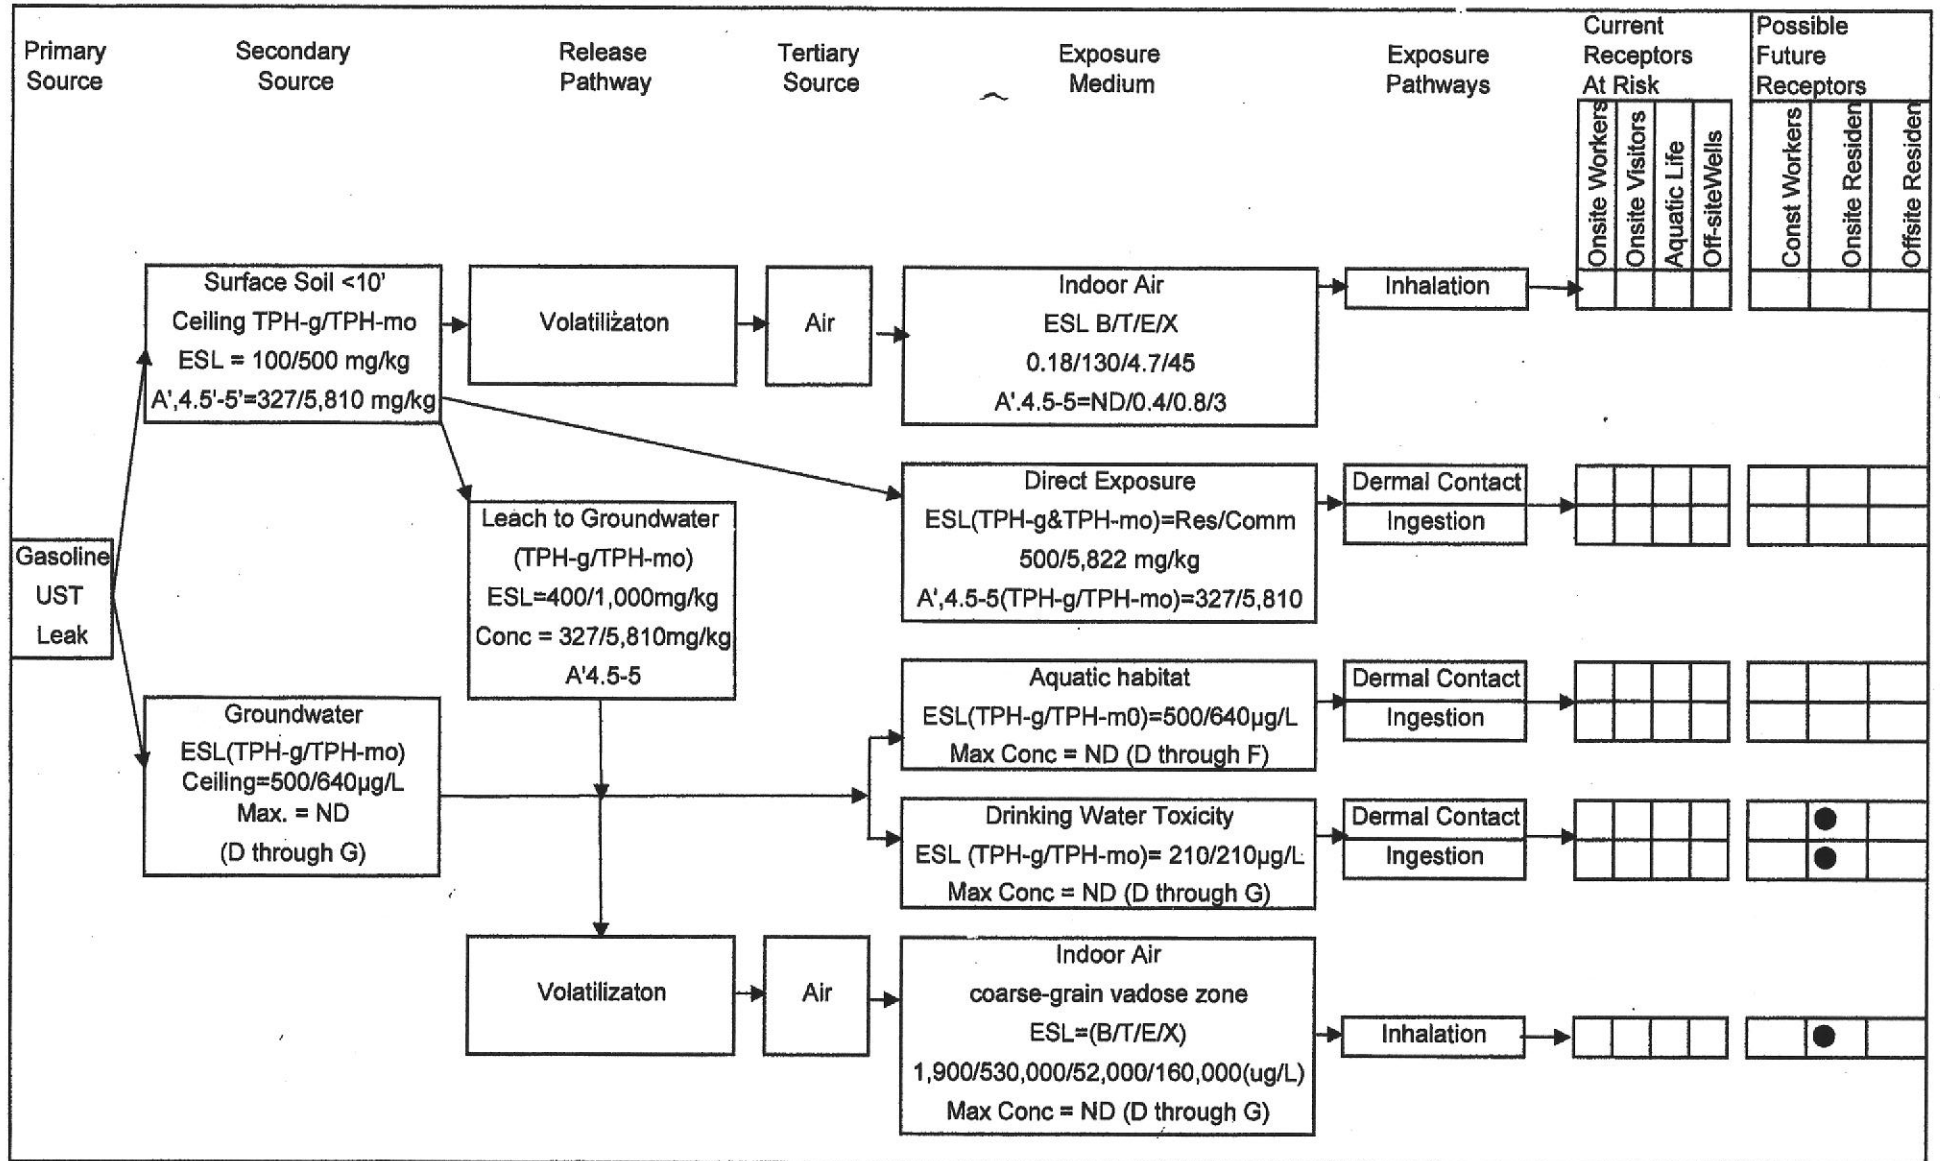 Primary
Source
Secondary
Source
Release
Pathway
Tertiary
Source
Exposure
Medium
Exposure
Pathways
Current
Receptors
At Risk
Possible
Future
Receptors
Onsite Workers
Onsite Visitors
Aquatic Life
Off-siteWells
Const Workers
Onsite Residen
Offsite Residen
Surface Soil <10'
Ceiling TPH-g/TPH-mo
ESL = 100/500 mg/kg
A',4.5'-5'=327/5,810 mg/kg
Volatilizaton
Air
Indoor Air
ESL B/T/E/X
0.18/130/4.7/45
A'.4.5-5=ND/0.4/0.8/3
Inhalation
Direct Exposure
ESL(TPH-g&TPH-mo)=Res/Comm
500/5,822 mg/kg
A',4.5-5(TPH-g/TPH-mo)=327/5,810
Dermal Contact
Ingestion
Leach to Groundwater
(TPH-g/TPH-mo)
ESL=400/1,000mg/kg
Conc = 327/5,810mg/kg
A'4.5-5
Gasoline
UST
Leak
Groundwater
ESL(TPH-g/TPH-mo)
Ceiling=500/640µg/L
Max. = ND
(D through G)
Aquatic habitat
ESL(TPH-g/TPH-m0)=500/640µg/L
Max Conc = ND (D through F)
Dermal Contact
Ingestion
Drinking Water Toxicity
ESL (TPH-g/TPH-mo)= 210/210µg/L
Max Conc = ND (D through G)
Dermal Contact
Ingestion
Volatilizaton
Air
Indoor Air
coarse-grain vadose zone
ESL=(B/T/E/X)
1,900/530,000/52,000/160,000(ug/L)
Max Conc = ND (D through G)
Inhalation